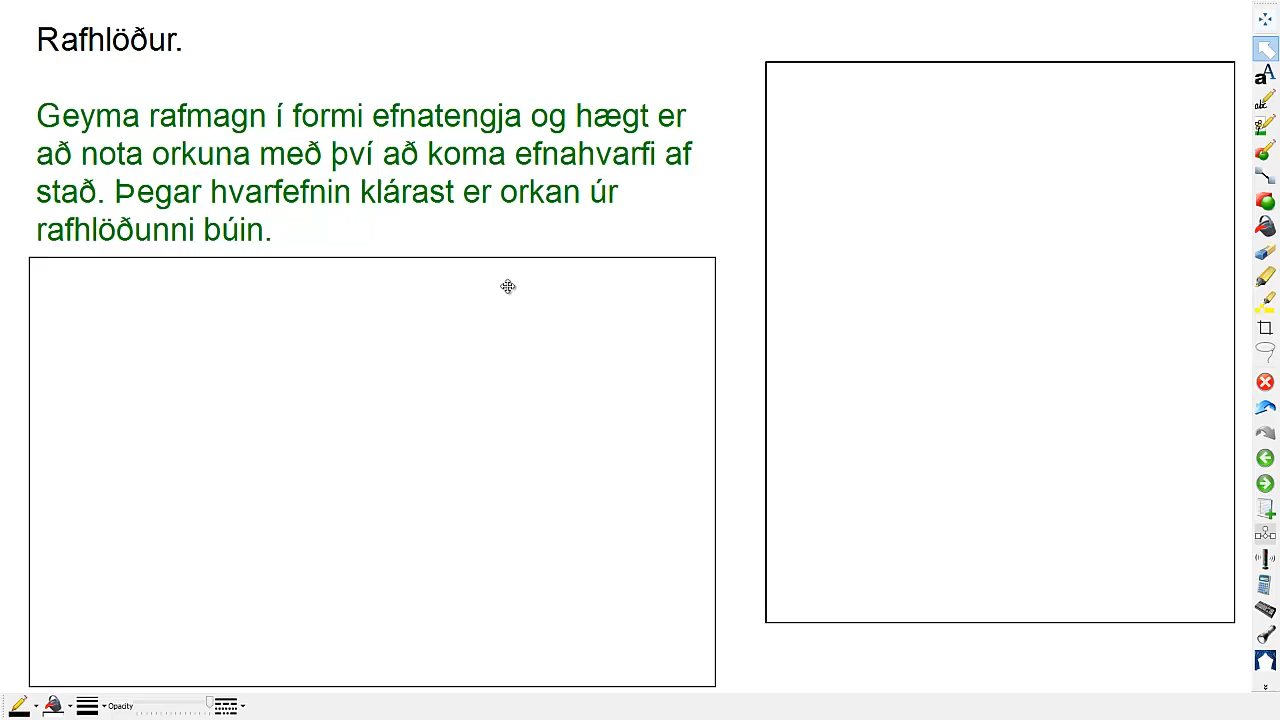 Rafhlöður.
Geyma rafmagn í formi efnatengja og hægt er
að nota orkuna með því að koma efnahvarfi af
stað. Þegar hvarfefnin klárast er orkan úr
rafhlöðunni búin.
Opacity